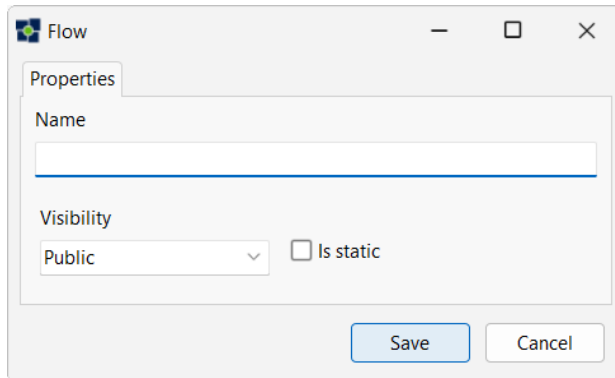 Flow
Properties
Name
Visibility
Public
Is static
Save
Cancel